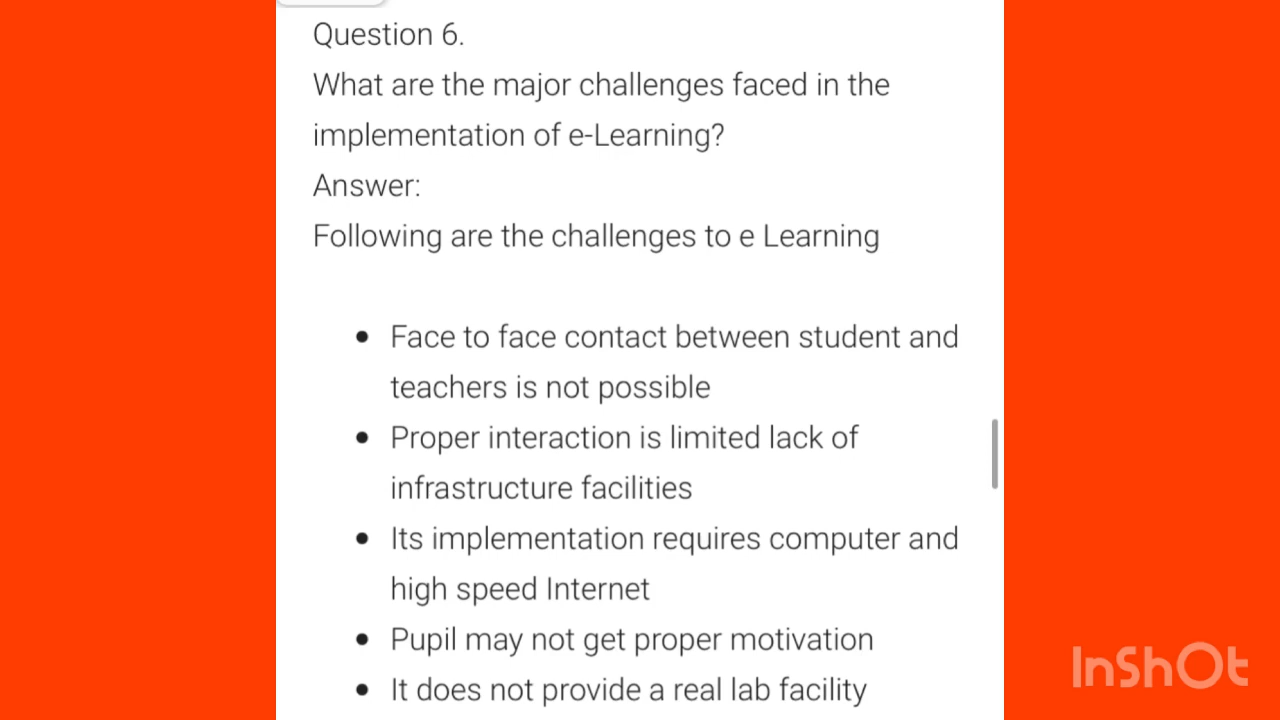 Question 6.
What are the major challenges faced in the
implementation of e-Learning?
Answer:
Following are the challenges to e Learning
• Face to face contact between student and
teachers is not possible
• Proper interaction is limited lack of
infrastructure facilities
• Its implementation requires computer and
high speed Internet
• Pupil may not get proper motivation
• It does not provide a real lab facility
InShOt